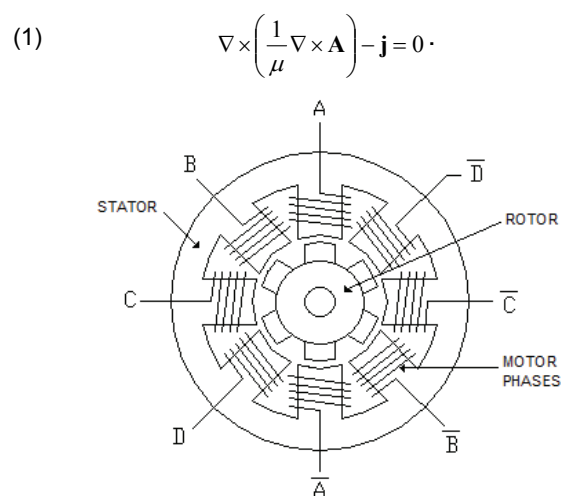 (1) ∇×(1/μ ∇×A) − j = 0 ·
A
B
D̅
STATOR
ROTOR
C
C̅
MOTOR
PHASES
D
B̅
A̅